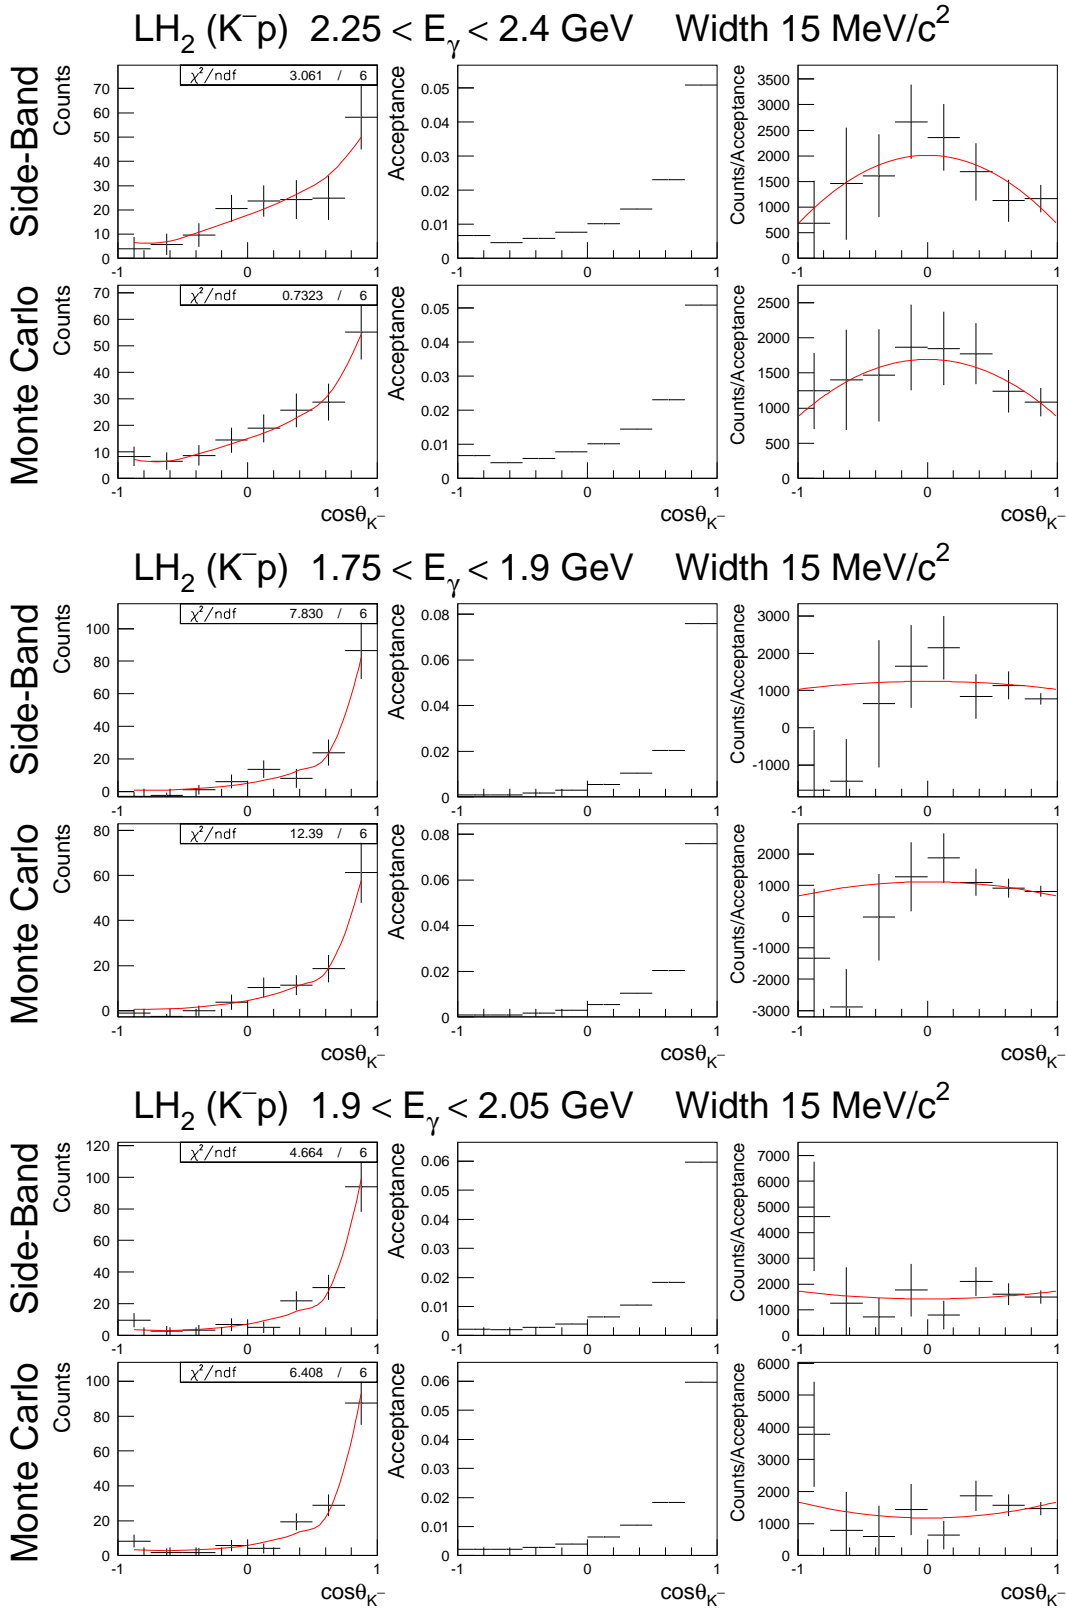 LH₂ (K⁻p) 2.25 < Eγ < 2.4 GeV Width 15 MeV/c²
Side-Band
Counts
χ²/ndf 3.061 / 6
70
60
50
40
30
20
10
0
-1 0 1
Acceptance
0.05
0.04
0.03
0.02
0.01
0
-1 0 1
Counts/Acceptance
3500
3000
2500
2000
1500
1000
500
0
-1 0 1
Monte Carlo
Counts
χ²/ndf 0.7323 / 6
70
60
50
40
30
20
10
0
-1 0 1
cosθK⁻
Acceptance
0.05
0.04
0.03
0.02
0.01
0
-1 0 1
cosθK⁻
Counts/Acceptance
2500
2000
1500
1000
500
0
-1 0 1
cosθK⁻
LH₂ (K⁻p) 1.75 < Eγ < 1.9 GeV Width 15 MeV/c²
Side-Band
Counts
χ²/ndf 7.830 / 6
100
80
60
40
20
0
-1 0 1
Acceptance
0.08
0.06
0.04
0.02
0
-1 0 1
Counts/Acceptance
3000
2000
1000
0
-1000
-1 0 1
Monte Carlo
Counts
χ²/ndf 12.39 / 6
80
60
40
20
0
-1 0 1
cosθK⁻
Acceptance
0.08
0.06
0.04
0.02
0
-1 0 1
cosθK⁻
Counts/Acceptance
2000
1000
0
-1000
-2000
-3000
-1 0 1
cosθK⁻
LH₂ (K⁻p) 1.9 < Eγ < 2.05 GeV Width 15 MeV/c²
Side-Band
Counts
χ²/ndf 4.664 / 6
120
100
80
60
40
20
0
-1 0 1
Acceptance
0.06
0.05
0.04
0.03
0.02
0.01
0
-1 0 1
Counts/Acceptance
7000
6000
5000
4000
3000
2000
1000
0
-1 0 1
Monte Carlo
Counts
χ²/ndf 6.408 / 6
100
80
60
40
20
0
-1 0 1
cosθK⁻
Acceptance
0.06
0.05
0.04
0.03
0.02
0.01
0
-1 0 1
cosθK⁻
Counts/Acceptance
6000
5000
4000
3000
2000
1000
0
-1 0 1
cosθK⁻